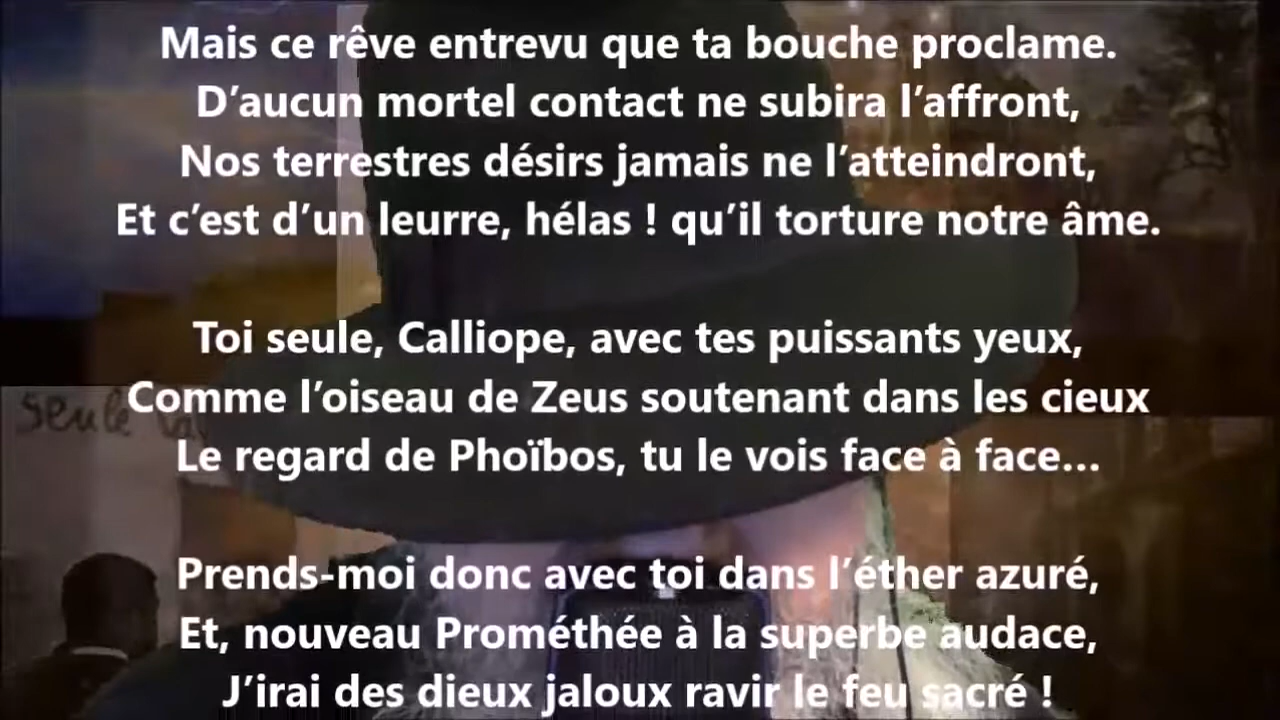 Mais ce rêve entrevu que ta bouche proclame.
D’aucun mortel contact ne subira l’affront,
Nos terrestres désirs jamais ne l’atteindront,
Et c’est d’un leurre, hélas ! qu’il torture notre âme.
Toi seule, Calliope, avec tes puissants yeux,
Comme l’oiseau de Zeus soutenant dans les cieux
Le regard de Phoïbos, tu le vois face à face...
seule
Prends-moi donc avec toi dans l’éther azuré,
Et, nouveau Prométhée à la superbe audace,
J’irai des dieux jaloux ravir le feu sacré !